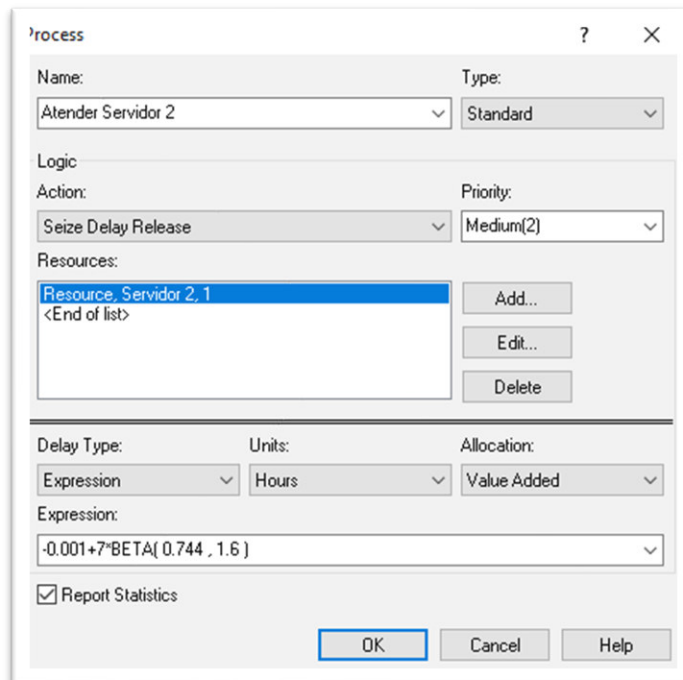 Process
?
Name:
Type:
Atender Servidor 2
Standard
Logic
Action:
Priority:
Seize Delay Release
Medium(2)
Resources:
Resource, Servidor 2, 1
<End of list>
Add...
Edit...
Delete
Delay Type:
Units:
Allocation:
Expression
Hours
Value Added
Expression:
-0.001+7*BETA( 0.744 , 1.6 )
Report Statistics
OK
Cancel
Help